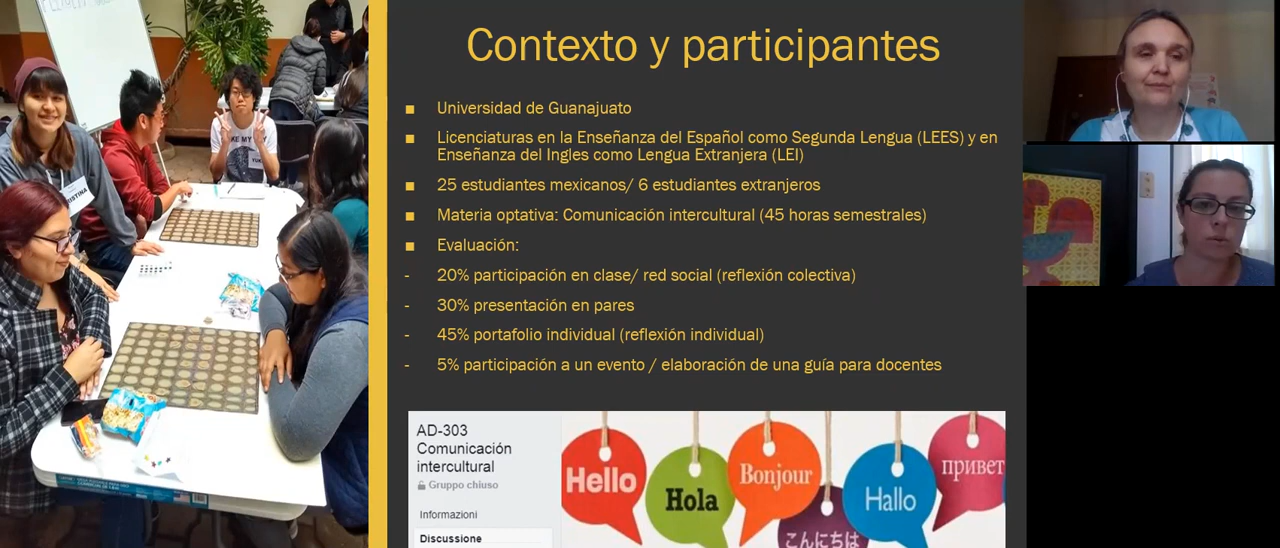 Contexto y participantes
■ Universidad de Guanajuato
■ Licenciaturas en la Enseñanza del Español como Segunda Lengua (LEES) y en
Enseñanza del Ingles como Lengua Extranjera (LEI)
■ 25 estudiantes mexicanos/ 6 estudiantes extranjeros
■ Materia optativa: Comunicación intercultural (45 horas semestrales)
■ Evaluación:
- 20% participación en clase/ red social (reflexión colectiva)
- 30% presentación en pares
- 45% portafolio individual (reflexión individual)
- 5% participación a un evento / elaboración de una guía para docentes
AD-303
Comunicación
intercultural
Gruppo chiuso
Informazioni
Discussione
Hello
Hola
Bonjour
こんにちは
Hallo
привет